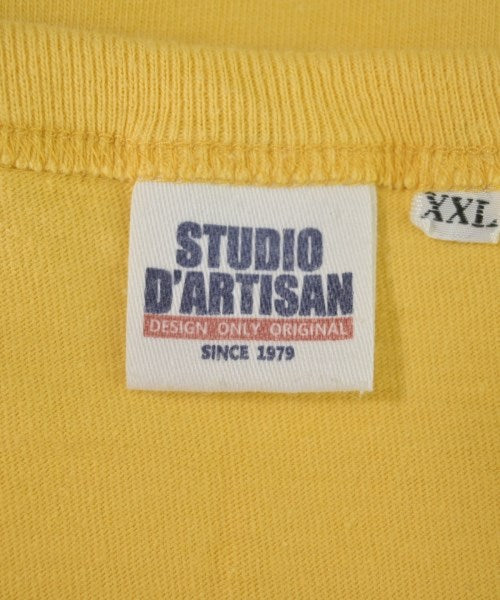 STUDIO
D'ARTISAN
DESIGN ONLY ORIGINAL
SINCE 1979
XXL